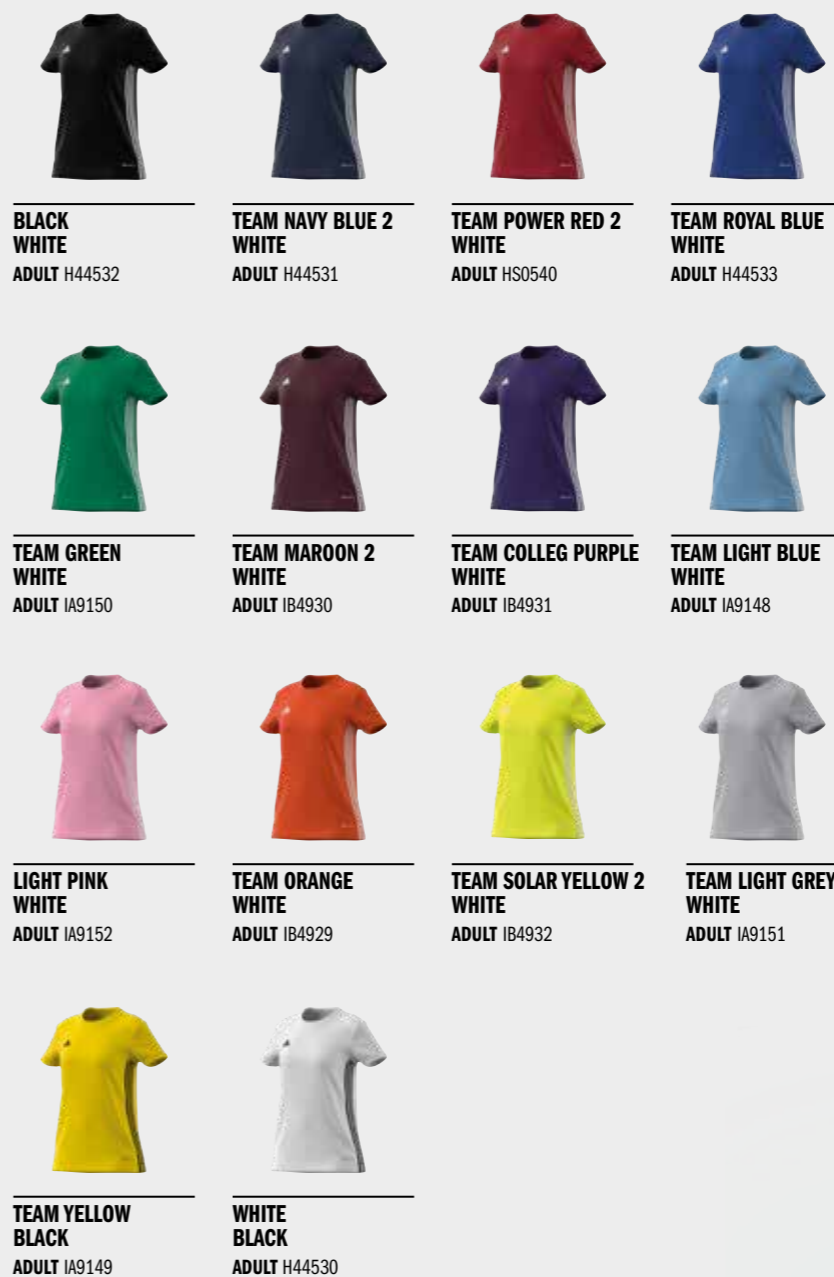 BLACK
WHITE
ADULT H44532
TEAM NAVY BLUE 2
WHITE
ADULT H44531
TEAM POWER RED 2
WHITE
ADULT HS0540
TEAM ROYAL BLUE
WHITE
ADULT H44533
TEAM GREEN
WHITE
ADULT IA9150
TEAM MAROON 2
WHITE
ADULT IB4930
TEAM COLLEG PURPLE
WHITE
ADULT IB4931
TEAM LIGHT BLUE
WHITE
ADULT IA9148
LIGHT PINK
WHITE
ADULT IA9152
TEAM ORANGE
WHITE
ADULT IB4929
TEAM SOLAR YELLOW 2
WHITE
ADULT IB4932
TEAM LIGHT GREY
WHITE
ADULT IA9151
TEAM YELLOW
BLACK
ADULT IA9149
WHITE
BLACK
ADULT H44530